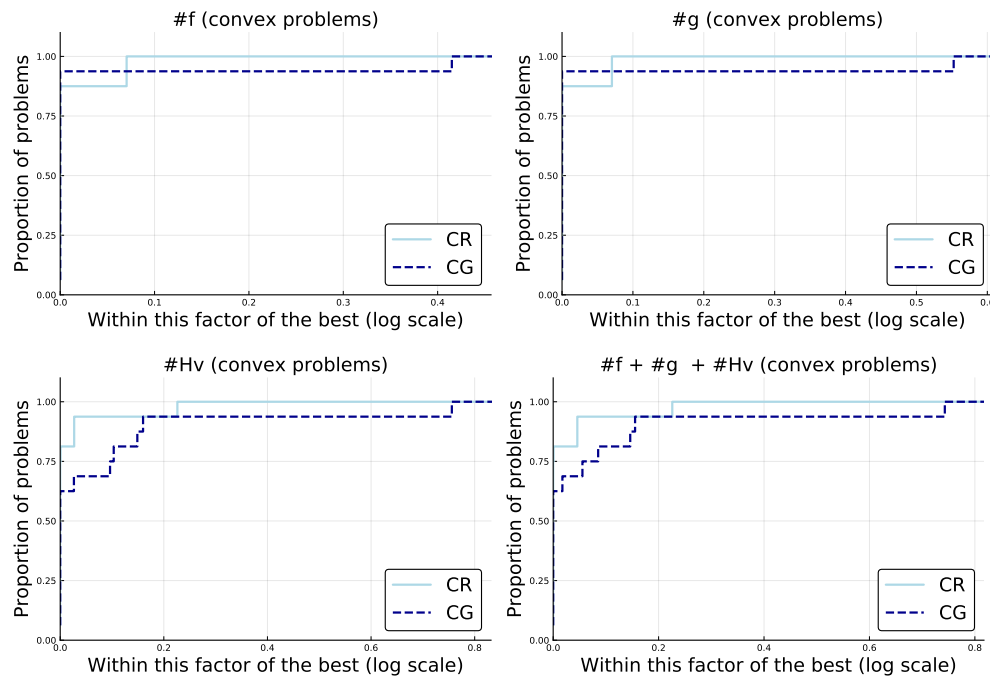 #f (convex problems)
Proportion of problems
1.00
0.75
0.50
0.25
0.00
0.0 0.1 0.2 0.3 0.4
CR
CG
Within this factor of the best (log scale)
#g (convex problems)
Proportion of problems
1.00
0.75
0.50
0.25
0.00
0.0 0.1 0.2 0.3 0.4 0.5
CR
CG
Within this factor of the best (log scale)
#Hv (convex problems)
Proportion of problems
1.00
0.75
0.50
0.25
0.00
0.0 0.2 0.4 0.6 0.8
CR
CG
Within this factor of the best (log scale)
#f + #g + #Hv (convex problems)
Proportion of problems
1.00
0.75
0.50
0.25
0.00
0.0 0.2 0.4 0.6 0.8
CR
CG
Within this factor of the best (log scale)